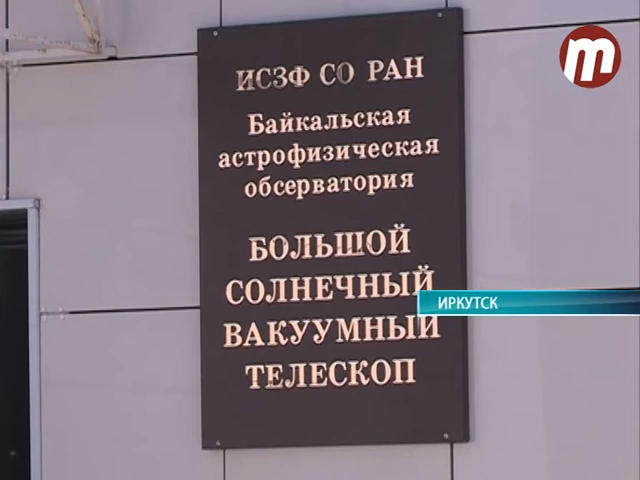 ИСЗФ СО РАН
Байкальская
астрофизическая
обсерватория
БОЛЬШОЙ
СОЛНЕЧНЫЙ
ВАКУУМНЫЙ
ТЕЛЕСКОП
ИРКУТСК
m